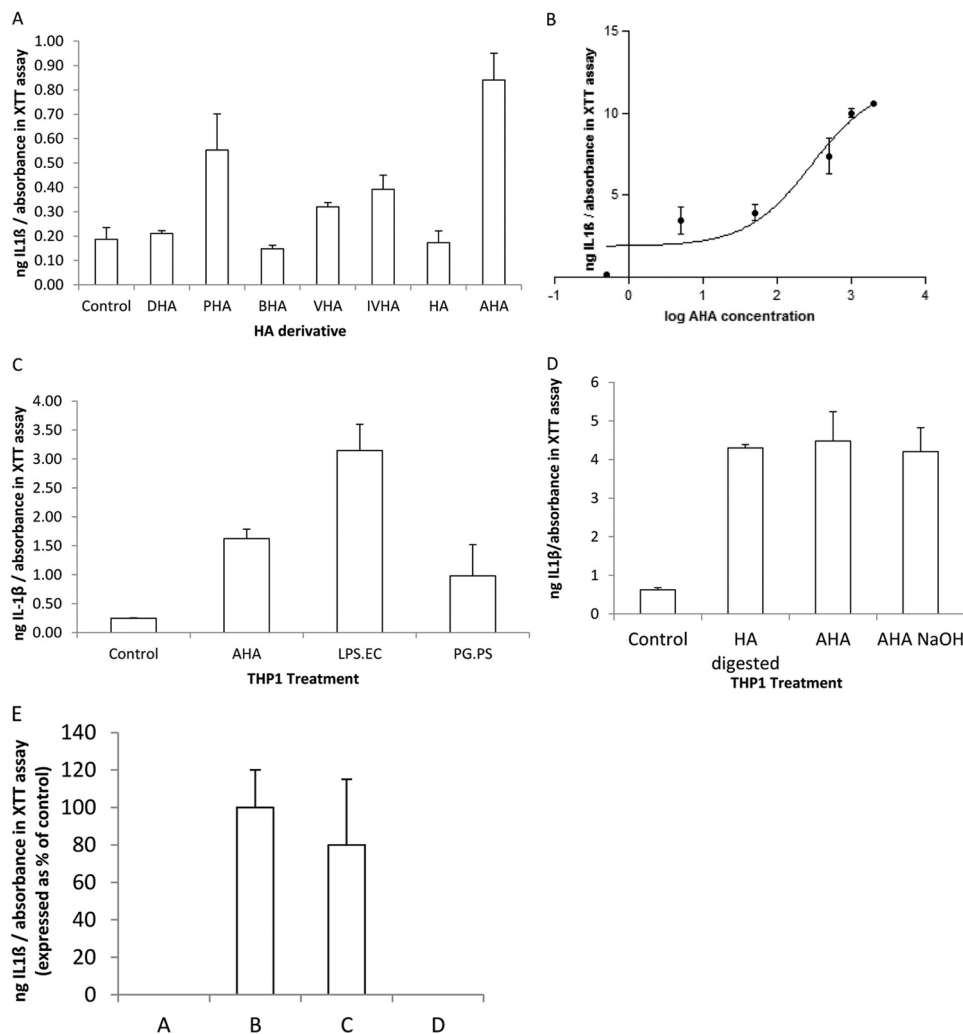 A
ng IL1ß / absorbance in XTT assay
1.00
0.90
0.80
0.70
0.60
0.50
0.40
0.30
0.20
0.10
0.00
Control DHA PHA BHA VHA IVHA HA AHA
HA derivative
B
ng IL1ß / absorbance in XTT assay
15
10
5
-1 0 1 2 3 4
log AHA concentration
C
ng IL-1β / absorbance in XTT assay
4.00
3.50
3.00
2.50
2.00
1.50
1.00
0.50
0.00
Control AHA LPS.EC PG.PS
THP1 Treatment
D
ng IL1β/absorbance in XTT assay
6
5
4
3
2
1
0
Control HA AHA AHA NaOH
digested
THP1 Treatment
E
ng IL1ß / absorbance in XTT assay
(expressed as % of control)
140
120
100
80
60
40
20
0
A B C D